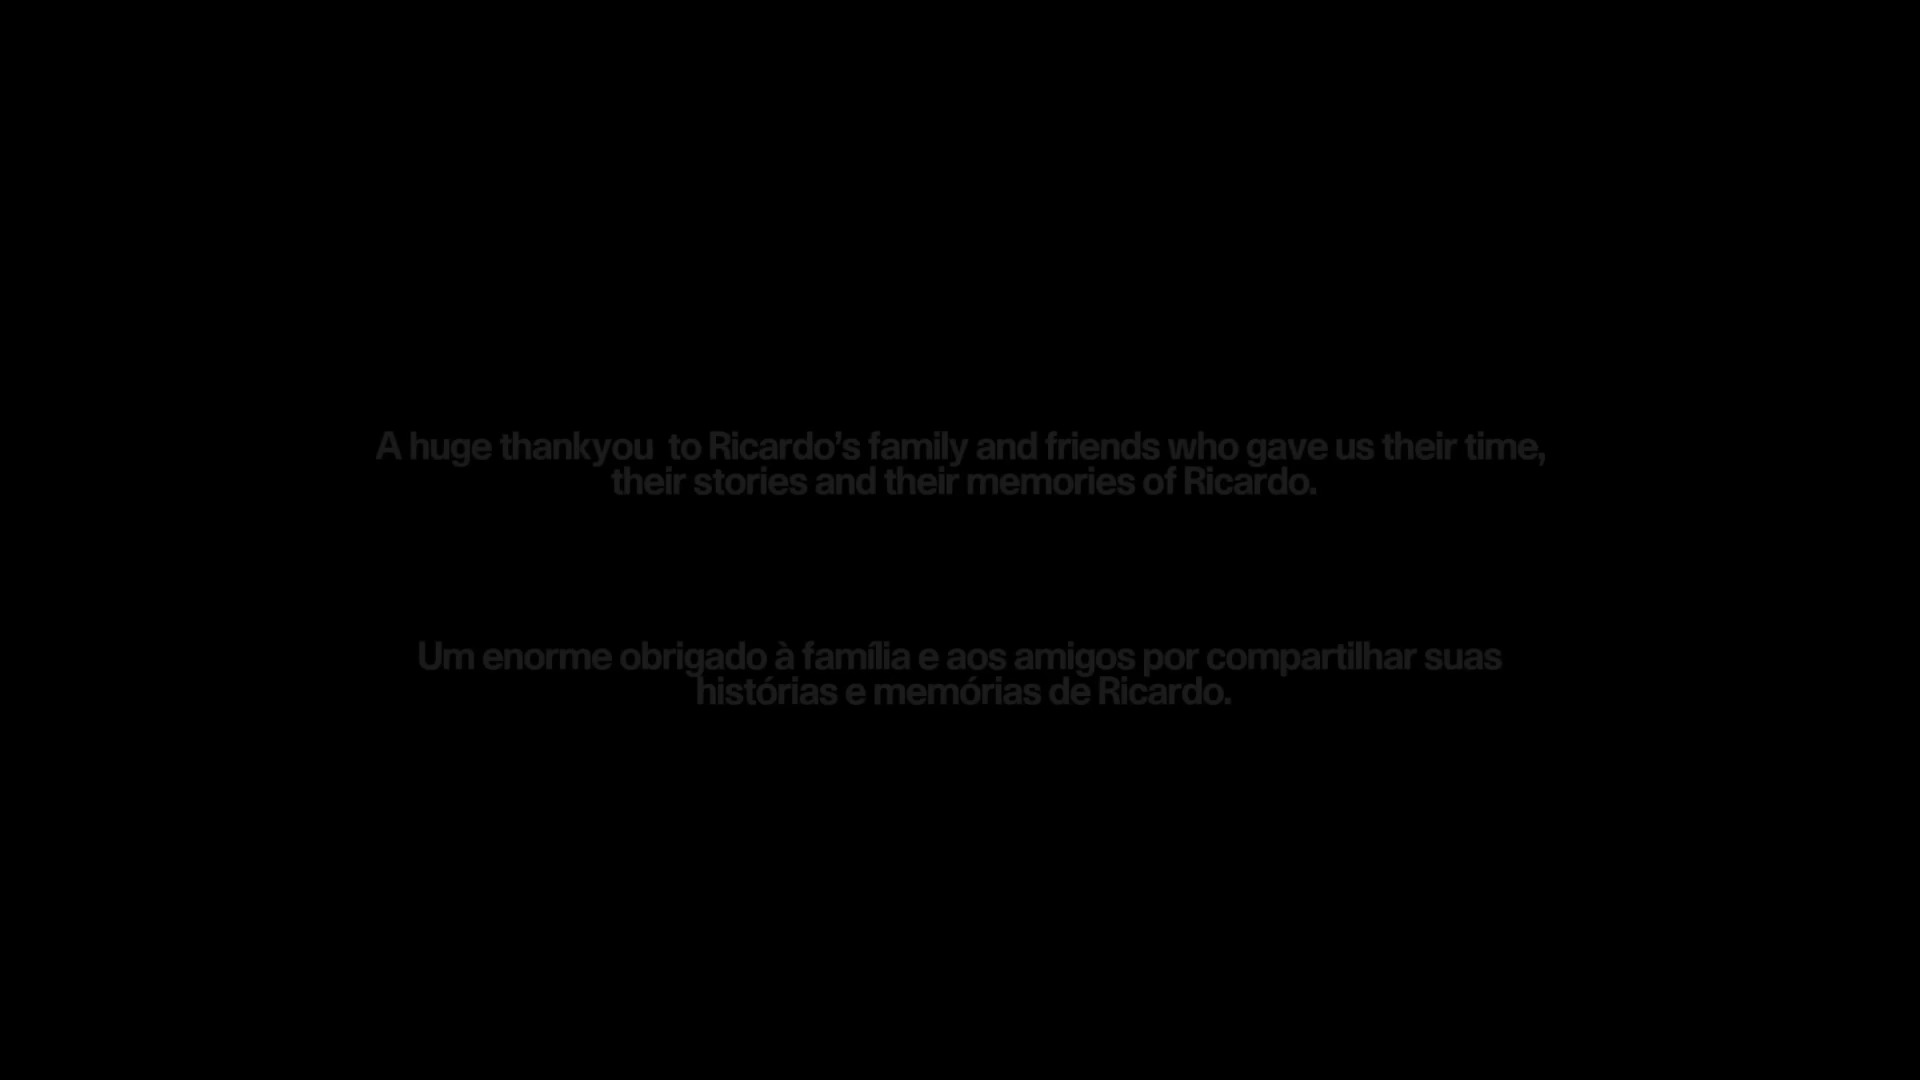 A huge thankyou  to Ricardo’s family and friends who gave us their time,
their stories and their memories of Ricardo.
Um enorme obrigado à família e aos amigos por compartilhar suas
histórias e memórias de Ricardo.